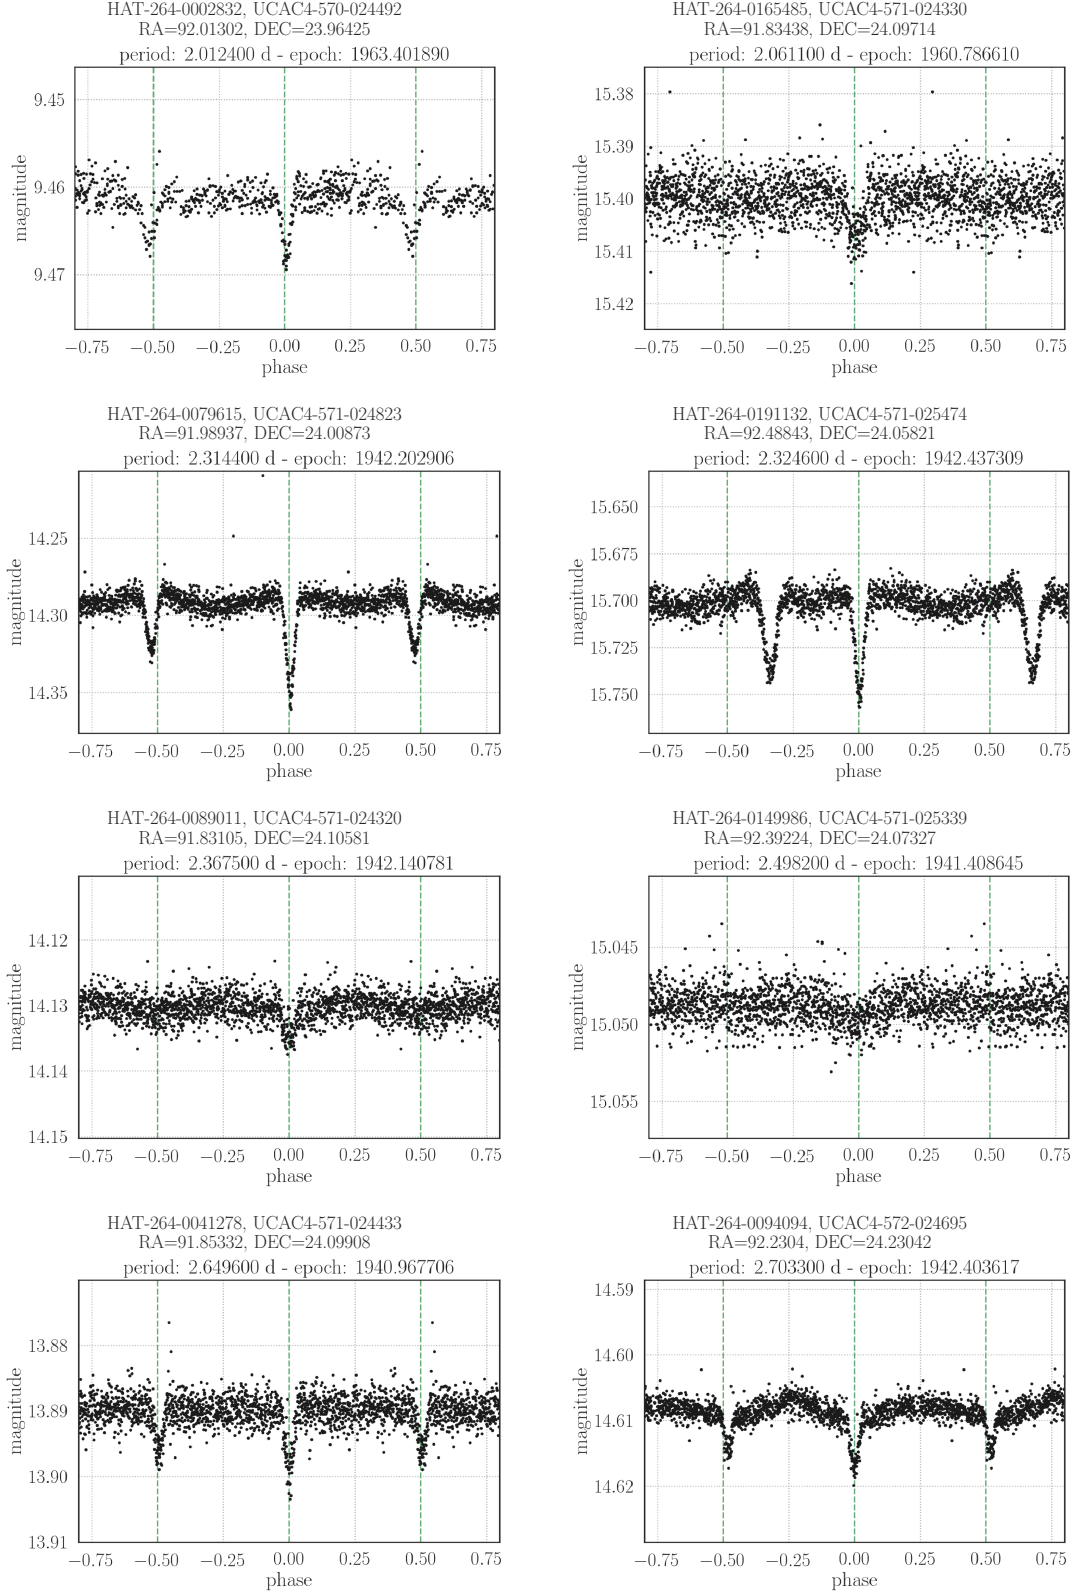 HAT-264-0002832, UCAC4-570-024492
RA=92.01302, DEC=23.96425
period: 2.012400 d - epoch: 1963.401890
9.45
9.46
9.47
magnitude
−0.75 −0.50 −0.25 0.00 0.25 0.50 0.75
phase
HAT-264-0165485, UCAC4-571-024330
RA=91.83438, DEC=24.09714
period: 2.061100 d - epoch: 1960.786610
15.38
15.39
15.40
15.41
15.42
magnitude
−0.75 −0.50 −0.25 0.00 0.25 0.50 0.75
phase
HAT-264-0079615, UCAC4-571-024823
RA=91.98937, DEC=24.00873
period: 2.314400 d - epoch: 1942.202906
14.25
14.30
14.35
magnitude
−0.75 −0.50 −0.25 0.00 0.25 0.50 0.75
phase
HAT-264-0191132, UCAC4-571-025474
RA=92.48843, DEC=24.05821
period: 2.324600 d - epoch: 1942.437309
15.650
15.675
15.700
15.725
15.750
magnitude
−0.75 −0.50 −0.25 0.00 0.25 0.50 0.75
phase
HAT-264-0089011, UCAC4-571-024320
RA=91.83105, DEC=24.10581
period: 2.367500 d - epoch: 1942.140781
14.12
14.13
14.14
14.15
magnitude
−0.75 −0.50 −0.25 0.00 0.25 0.50 0.75
phase
HAT-264-0149986, UCAC4-571-025339
RA=92.39224, DEC=24.07327
period: 2.498200 d - epoch: 1941.408645
15.045
15.050
15.055
magnitude
−0.75 −0.50 −0.25 0.00 0.25 0.50 0.75
phase
HAT-264-0041278, UCAC4-571-024433
RA=91.85332, DEC=24.09908
period: 2.649600 d - epoch: 1940.967706
13.88
13.89
13.90
13.91
magnitude
−0.75 −0.50 −0.25 0.00 0.25 0.50 0.75
phase
HAT-264-0094094, UCAC4-572-024695
RA=92.2304, DEC=24.23042
period: 2.703300 d - epoch: 1942.403617
14.59
14.60
14.61
14.62
magnitude
−0.75 −0.50 −0.25 0.00 0.25 0.50 0.75
phase